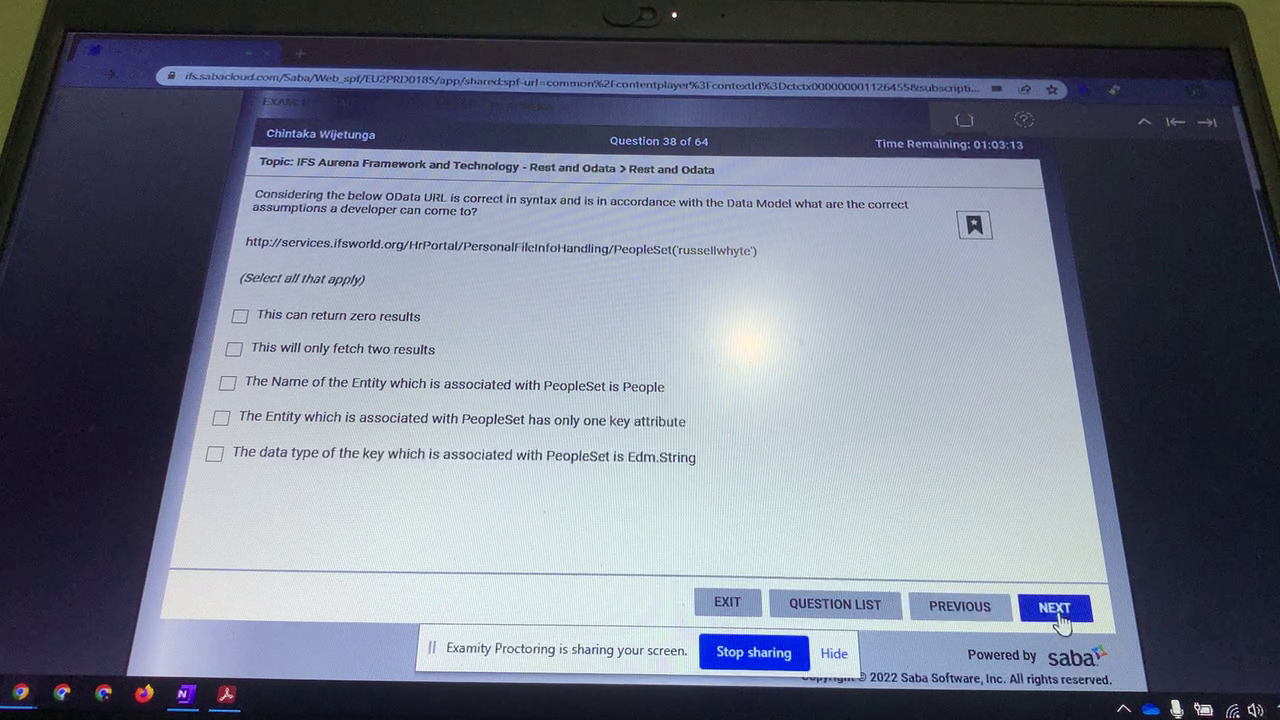 ifs.sabacloud.com/Saba/Web_spf/EU2PRD0185/app/shared;spf-url=common%2Fcontentplayer%3FcontextId%3Dctctx0000000011264558&subscripti...
Chintaka Wijetunga
Question 38 of 64
Time Remaining: 01:03:13
Topic: IFS Aurena Framework and Technology - Rest and Odata > Rest and Odata
Considering the below OData URL is correct in syntax and is in accordance with the Data Model what are the correct
assumptions a developer can come to?
http://services.ifsworld.org/HrPortal/PersonalFileInfoHandling/PeopleSet('russellwhyte')
(Select all that apply)
This can return zero results
This will only fetch two results
The Name of the Entity which is associated with PeopleSet is People
The Entity which is associated with PeopleSet has only one key attribute
The data type of the key which is associated with PeopleSet is Edm.String
EXIT
QUESTION LIST
PREVIOUS
NEXT
Examity Proctoring is sharing your screen.
Stop sharing
Hide
Powered by saba
© 2022 Saba Software, Inc. All rights reserved.